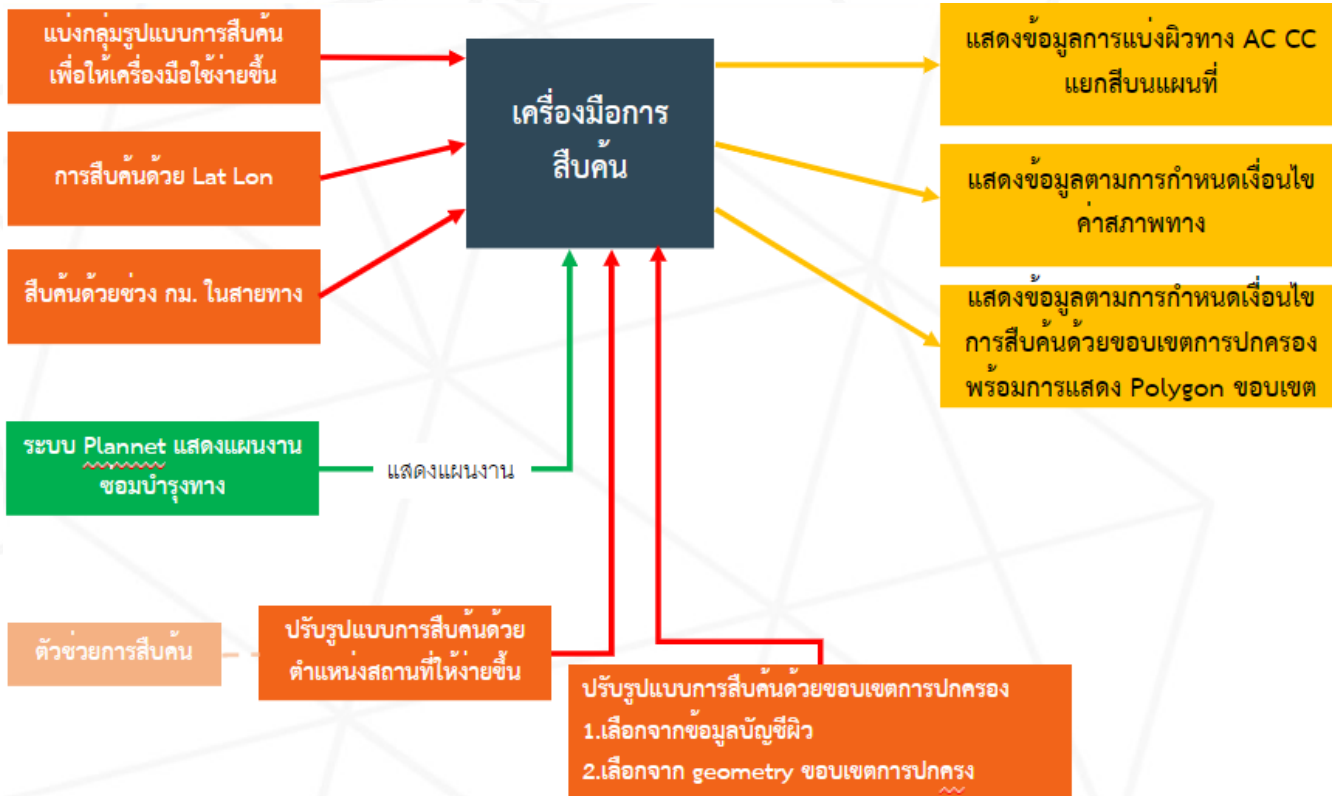 แบ่งกลุ่มรูปแบบการสืบค้น
เพื่อให้เครื่องมือใช้ง่ายขึ้น
การสืบค้นด้วย Lat Lon
สืบค้นด้วยช่วง กม. ในสายทาง
เครื่องมือการ
สืบค้น
แสดงข้อมูลการแบ่งผิวทาง AC CC
แยกสีบนแผนที่
แสดงข้อมูลตามการกำหนดเงื่อนไข
ค่าสภาพทาง
แสดงข้อมูลตามการกำหนดเงื่อนไข
การสืบค้นด้วยขอบเขตการปกครอง
พร้อมการแสดง Polygon ขอบเขต
ระบบ Plannet แสดงแผนงาน
ซอมบำรุงทาง
แสดงแผนงาน
ตัวช่วยการสืบค้น
ปรับรูปแบบการสืบค้นด้วย
ตำแหน่งสถานที่ให้ง่ายขึ้น
ปรับรูปแบบการสืบค้นด้วยขอบเขตการปกครอง
1.เลือกจากข้อมูลบัญชีผิว
2.เลือกจาก geometry ขอบเขตการปกครง